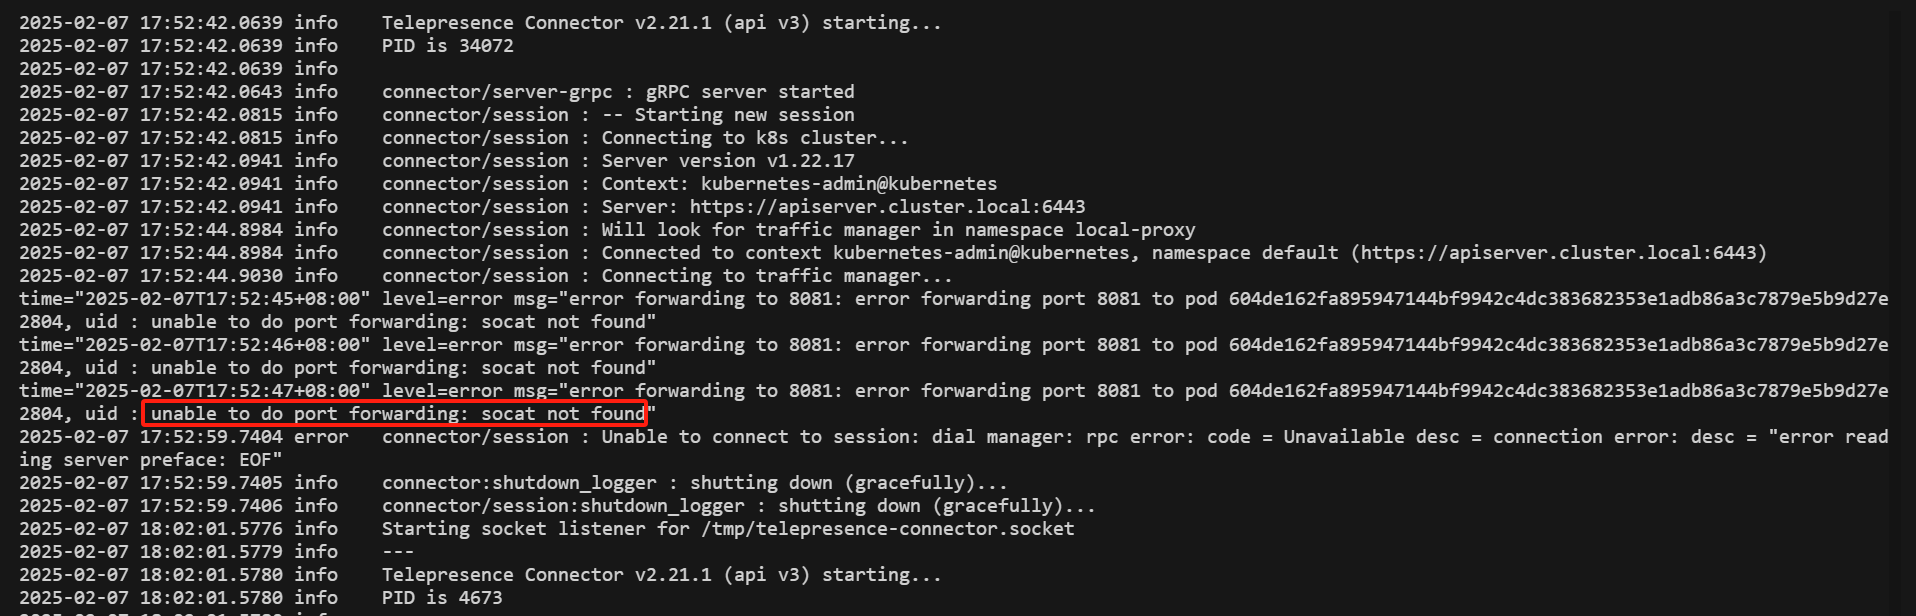 2025-02-07 17:52:42.0639 info    Telepresence Connector v2.21.1 (api v3) starting...
2025-02-07 17:52:42.0639 info    PID is 34072
2025-02-07 17:52:42.0639 info
2025-02-07 17:52:42.0643 info    connector/server-grpc : gRPC server started
2025-02-07 17:52:42.0815 info    connector/session : -- Starting new session
2025-02-07 17:52:42.0815 info    connector/session : Connecting to k8s cluster...
2025-02-07 17:52:42.0941 info    connector/session : Server version v1.22.17
2025-02-07 17:52:42.0941 info    connector/session : Context: kubernetes-admin@kubernetes
2025-02-07 17:52:42.0941 info    connector/session : Server: https://apiserver.cluster.local:6443
2025-02-07 17:52:44.8984 info    connector/session : Will look for traffic manager in namespace local-proxy
2025-02-07 17:52:44.8984 info    connector/session : Connected to context kubernetes-admin@kubernetes, namespace default (https://apiserver.cluster.local:6443)
2025-02-07 17:52:44.9030 info    connector/session : Connecting to traffic manager...
time="2025-02-07T17:52:45+08:00" level=error msg="error forwarding to 8081: error forwarding port 8081 to pod 604de162fa895947144bf9942c4dc383682353e1adb86a3c7879e5b9d27e
2804, uid : unable to do port forwarding: socat not found"
time="2025-02-07T17:52:46+08:00" level=error msg="error forwarding to 8081: error forwarding port 8081 to pod 604de162fa895947144bf9942c4dc383682353e1adb86a3c7879e5b9d27e
2804, uid : unable to do port forwarding: socat not found"
time="2025-02-07T17:52:47+08:00" level=error msg="error forwarding to 8081: error forwarding port 8081 to pod 604de162fa895947144bf9942c4dc383682353e1adb86a3c7879e5b9d27e
2804, uid : unable to do port forwarding: socat not found"
2025-02-07 17:52:59.7404 error   connector/session : Unable to connect to session: dial manager: rpc error: code = Unavailable desc = connection error: desc = "error read
ing server preface: EOF"
2025-02-07 17:52:59.7405 info    connector:shutdown_logger : shutting down (gracefully)...
2025-02-07 17:52:59.7406 info    connector/session:shutdown_logger : shutting down (gracefully)...
2025-02-07 18:02:01.5776 info    Starting socket listener for /tmp/telepresence-connector.socket
2025-02-07 18:02:01.5779 info    ---
2025-02-07 18:02:01.5780 info    Telepresence Connector v2.21.1 (api v3) starting...
2025-02-07 18:02:01.5780 info    PID is 4673